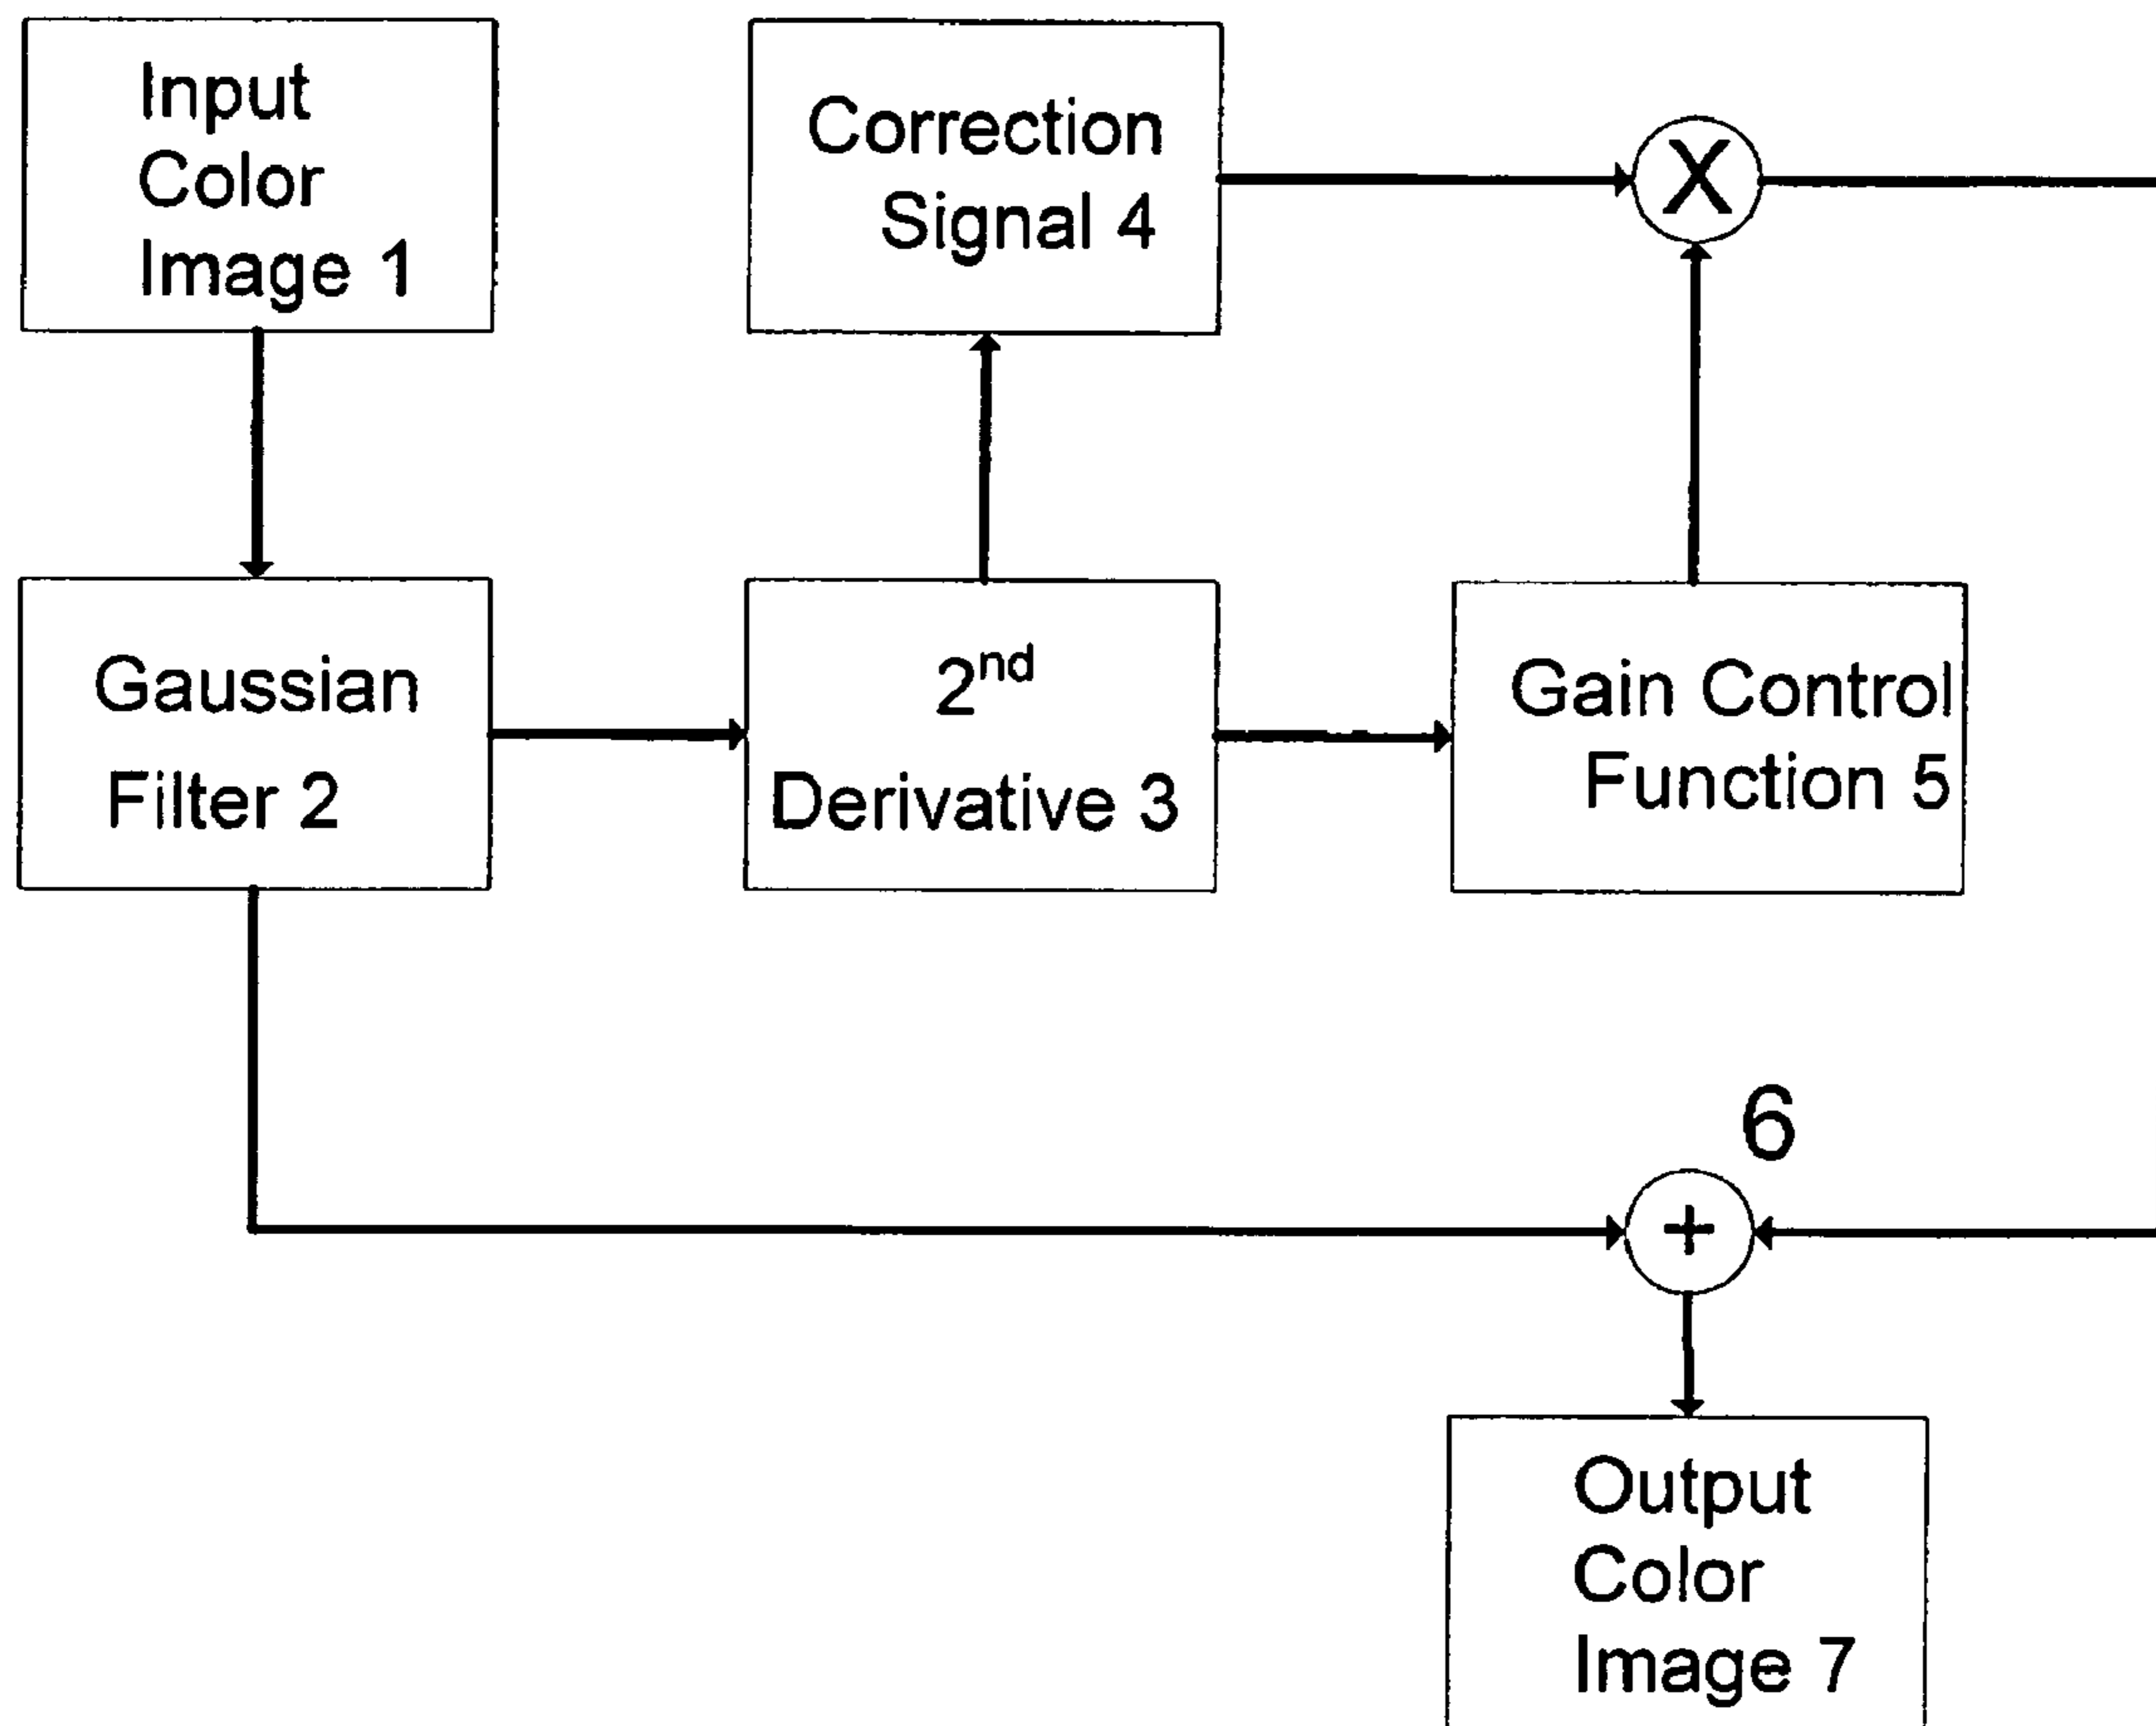 Input
Color
Image 1
Correction
Signal 4
X
Gaussian
Filter 2
2nd
Derivative 3
Gain Control
Function 5
6
+
Output
Color
Image 7